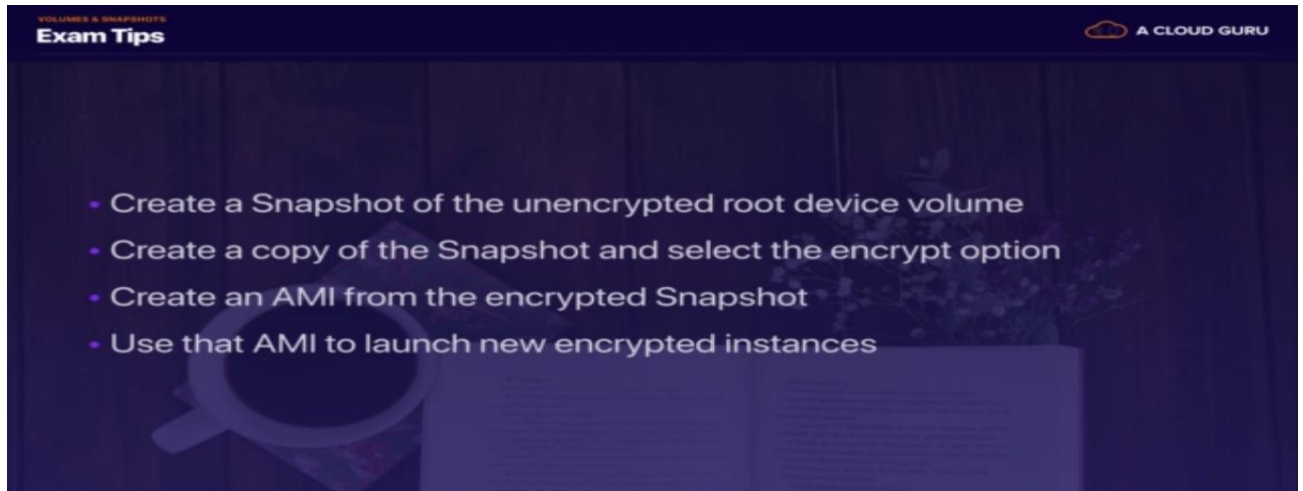 VOLUMES & SNAPSHOTS
Exam Tips
A CLOUD GURU
• Create a Snapshot of the unencrypted root device volume
• Create a copy of the Snapshot and select the encrypt option
• Create an AMI from the encrypted Snapshot
• Use that AMI to launch new encrypted instances